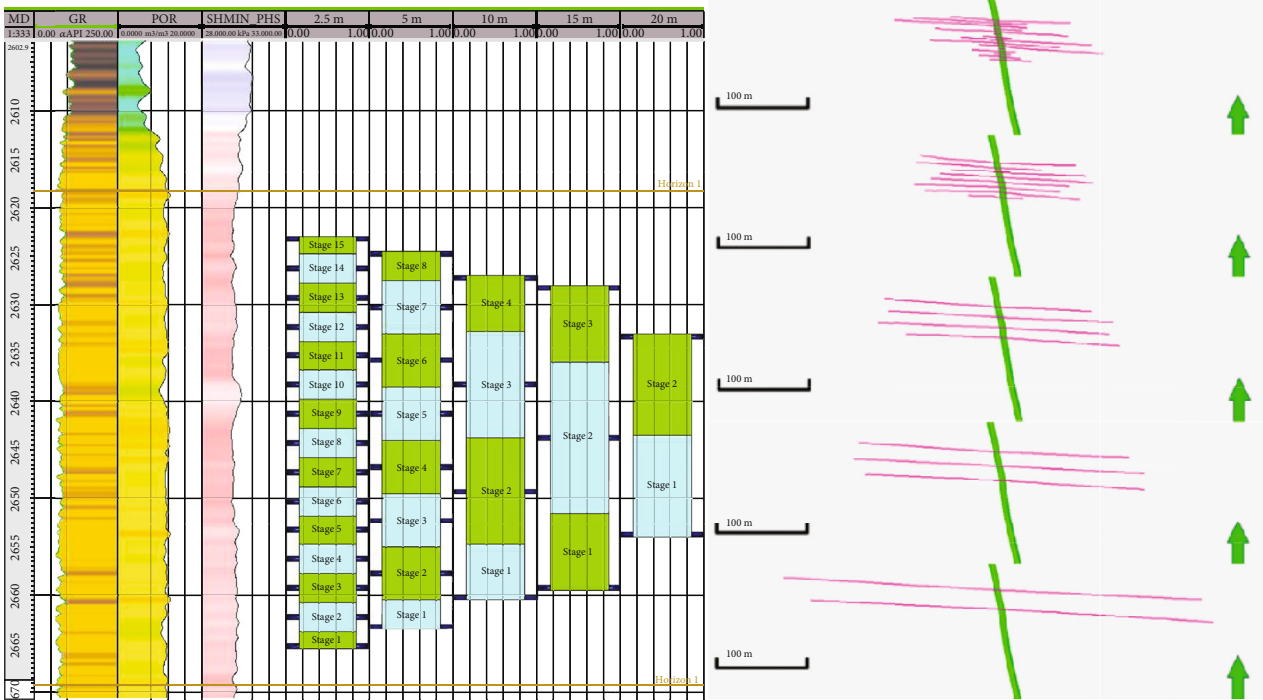 MD GR POR SHMIN_PHS 2.5 m 5 m 10 m 15 m 20 m
1:333 0.00 αAPI 250.00 0.0000 m3/m3 20.0000 28.000.00 kPa 33.000.00 0.00 1.00 0.00 1.00 0.00 1.00 0.00 1.00 0.00 1.00
2602.9
2610
2615
2620
2625
2630
2635
2640
2645
2650
2655
2660
2665
2670
Horizon 1
Horizon 1
Stage 15
Stage 14
Stage 13
Stage 12
Stage 11
Stage 10
Stage 9
Stage 8
Stage 7
Stage 6
Stage 5
Stage 4
Stage 3
Stage 2
Stage 1
Stage 8
Stage 7
Stage 6
Stage 5
Stage 4
Stage 3
Stage 2
Stage 1
Stage 4
Stage 3
Stage 2
Stage 1
Stage 3
Stage 2
Stage 1
Stage 2
Stage 1
100 m
100 m
100 m
100 m
100 m